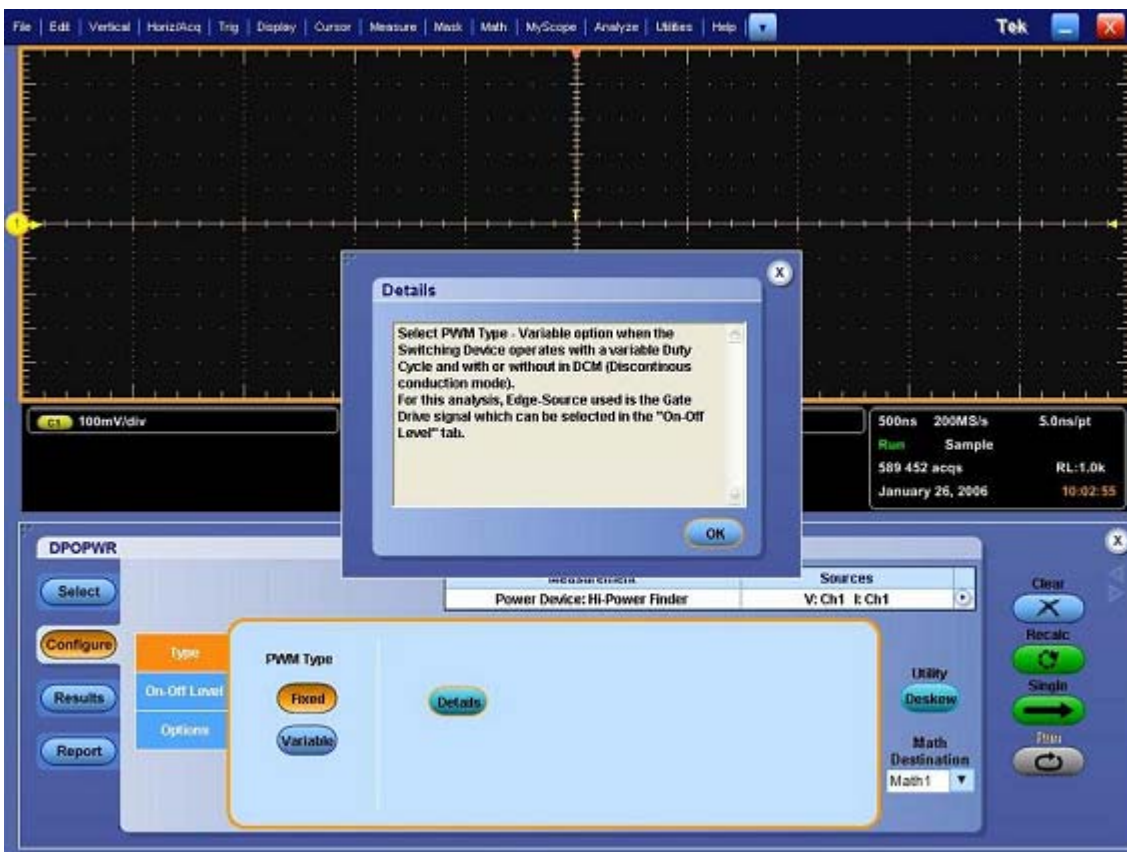 File | Edit | Vertical | Horiz/Acq | Trig | Display | Cursor | Measure | Mask | Math | MyScope | Analyze | Utilities | Help
Tek
X
1
T
X
Details
Select PWM Type - Variable option when the
Switching Device operates with a variable Duty
Cycle and with or without in DCM (Discontinous
conduction mode).
For this analysis, Edge-Source used is the Gate
Drive signal which can be selected in the "On-Off
Level" tab.
OK
C1 100mV/div
500ns 200MS/s 5.0ns/pt
Run Sample
589 452 acqs RL:1.0k
January 26, 2006 10:02:55
DPOPWR
X
Select
Configure
Results
Report
Measurement Sources
Power Device: Hi-Power Finder V: Ch1 I: Ch1
Type
On-Off Level
Options
PWM Type
Fixed
Variable
Details
Utility
Deskew
Math
Destination
Math1
Clear
Recalc
Single
Run